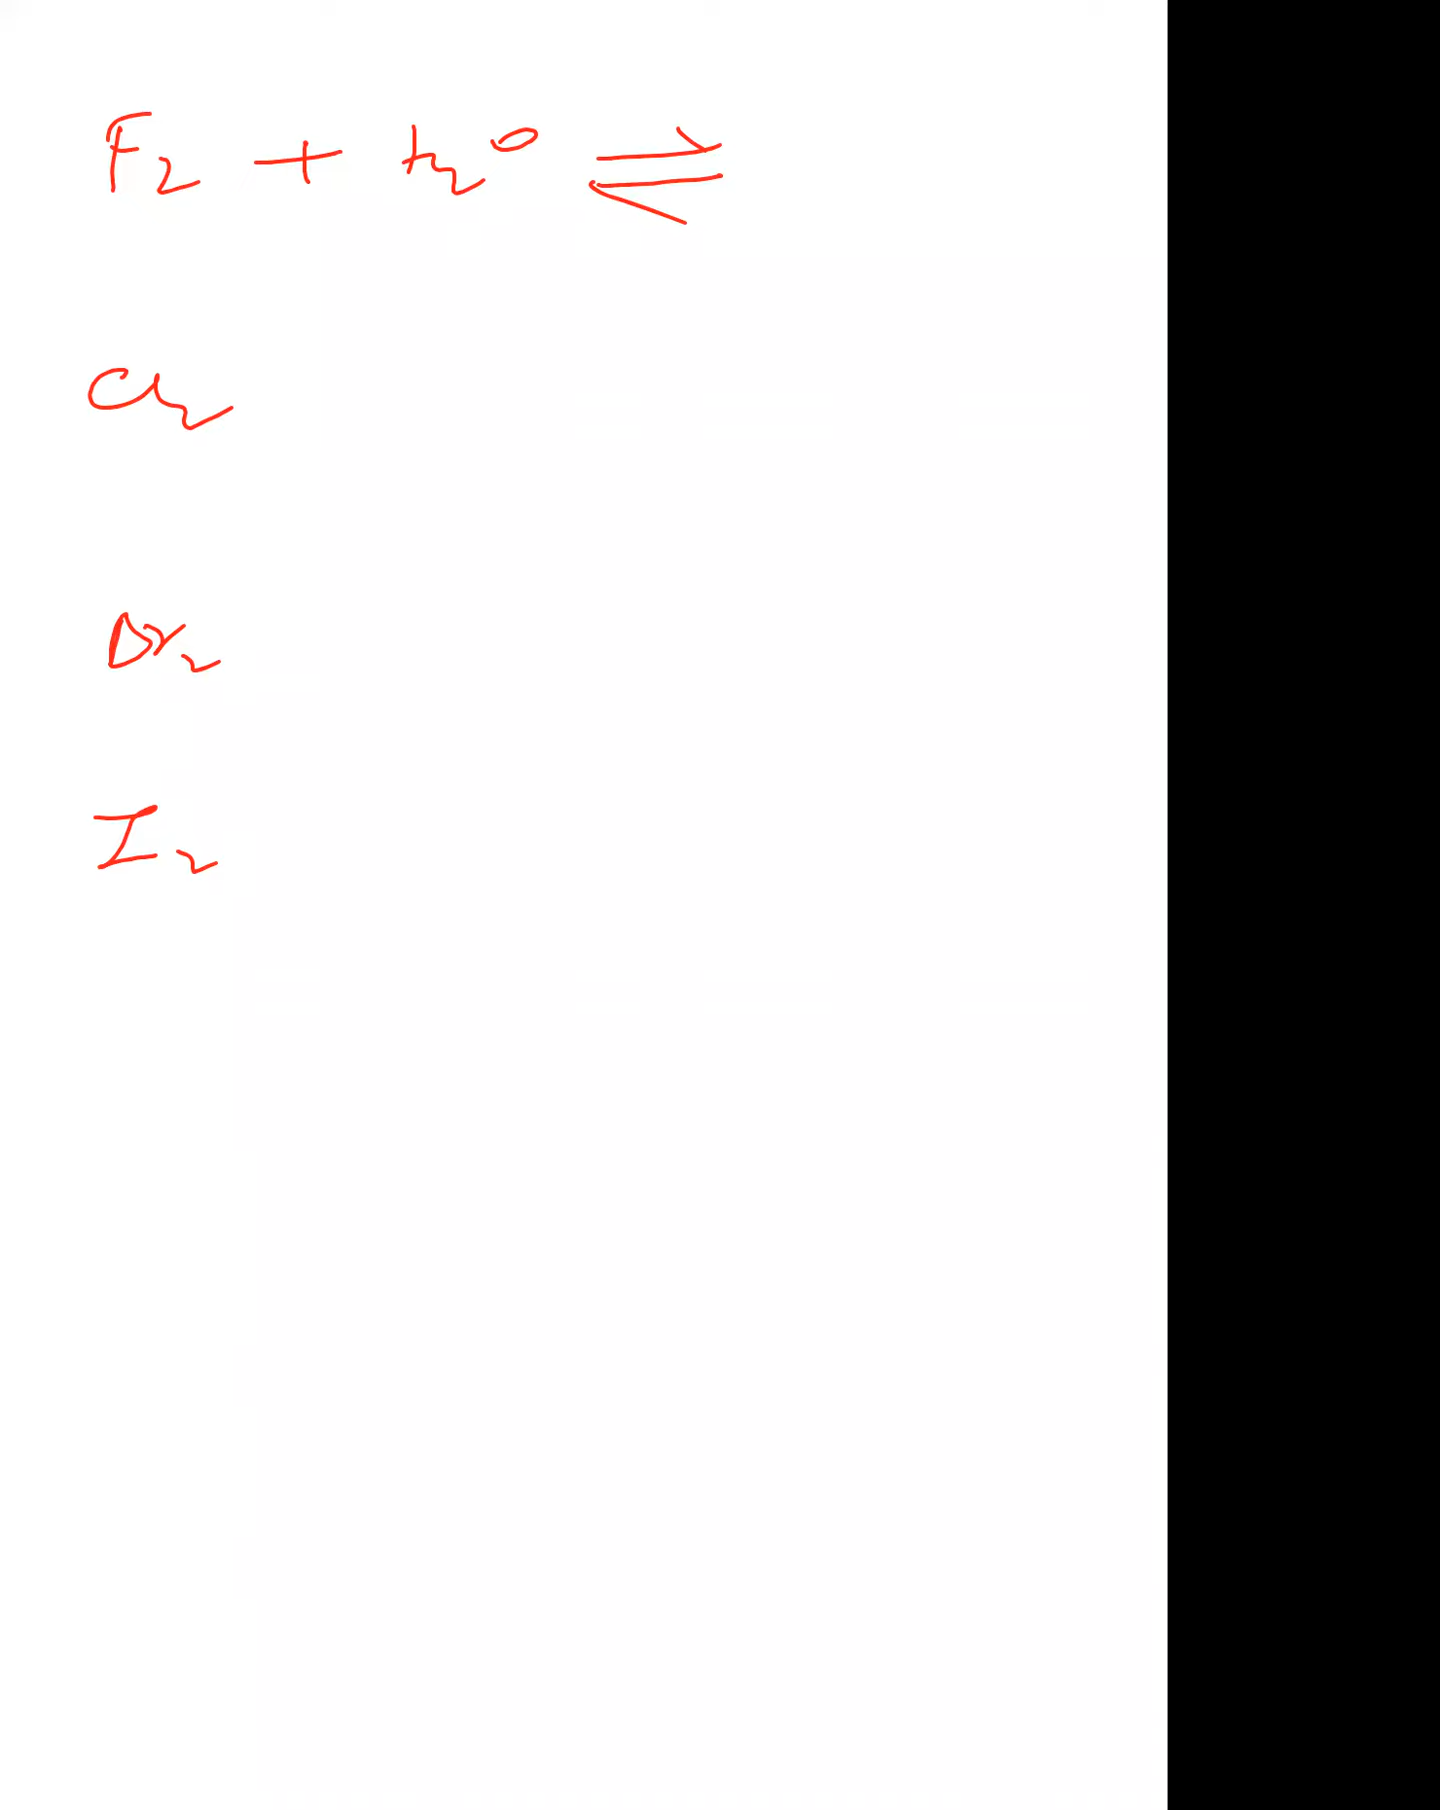 F₂ + H₂O ⇌
Cl₂
Br₂
I₂